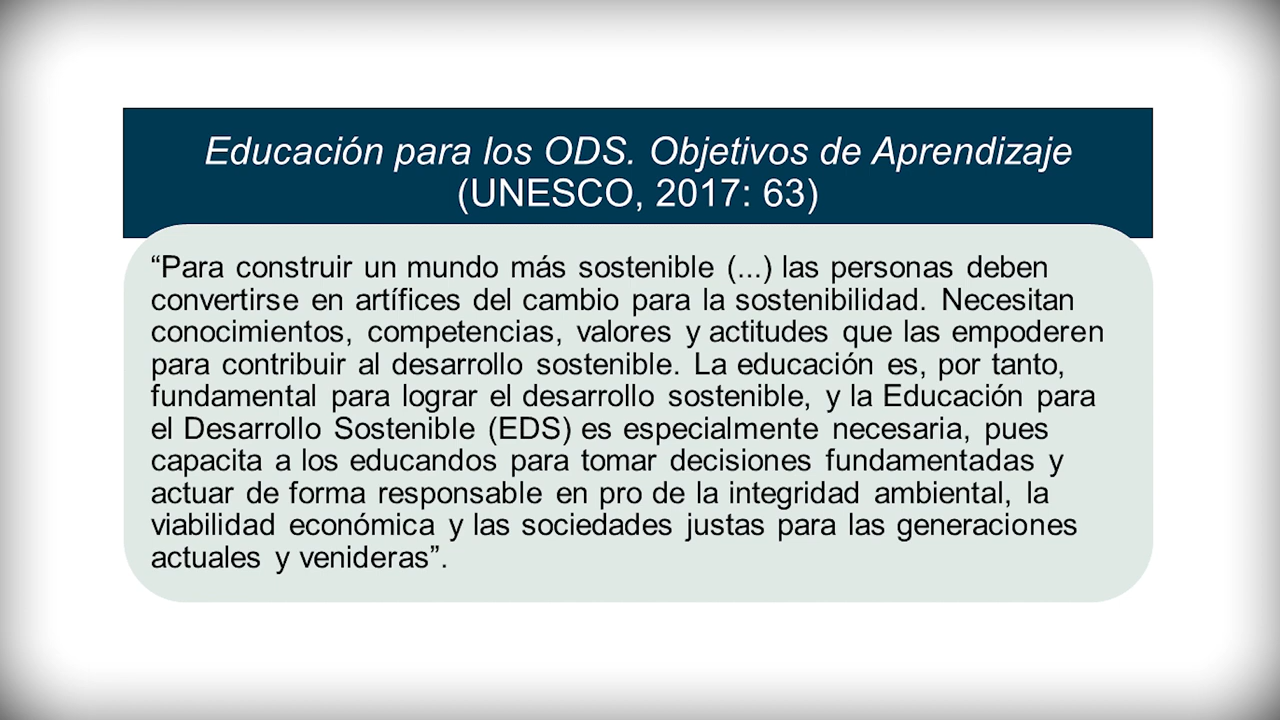 Educación para los ODS. Objetivos de Aprendizaje
(UNESCO, 2017: 63)
“Para construir un mundo más sostenible (...) las personas deben
convertirse en artífices del cambio para la sostenibilidad. Necesitan
conocimientos, competencias, valores y actitudes que las empoderen
para contribuir al desarrollo sostenible. La educación es, por tanto,
fundamental para lograr el desarrollo sostenible, y la Educación para
el Desarrollo Sostenible (EDS) es especialmente necesaria, pues
capacita a los educandos para tomar decisiones fundamentadas y
actuar de forma responsable en pro de la integridad ambiental, la
viabilidad económica y las sociedades justas para las generaciones
actuales y venideras”.